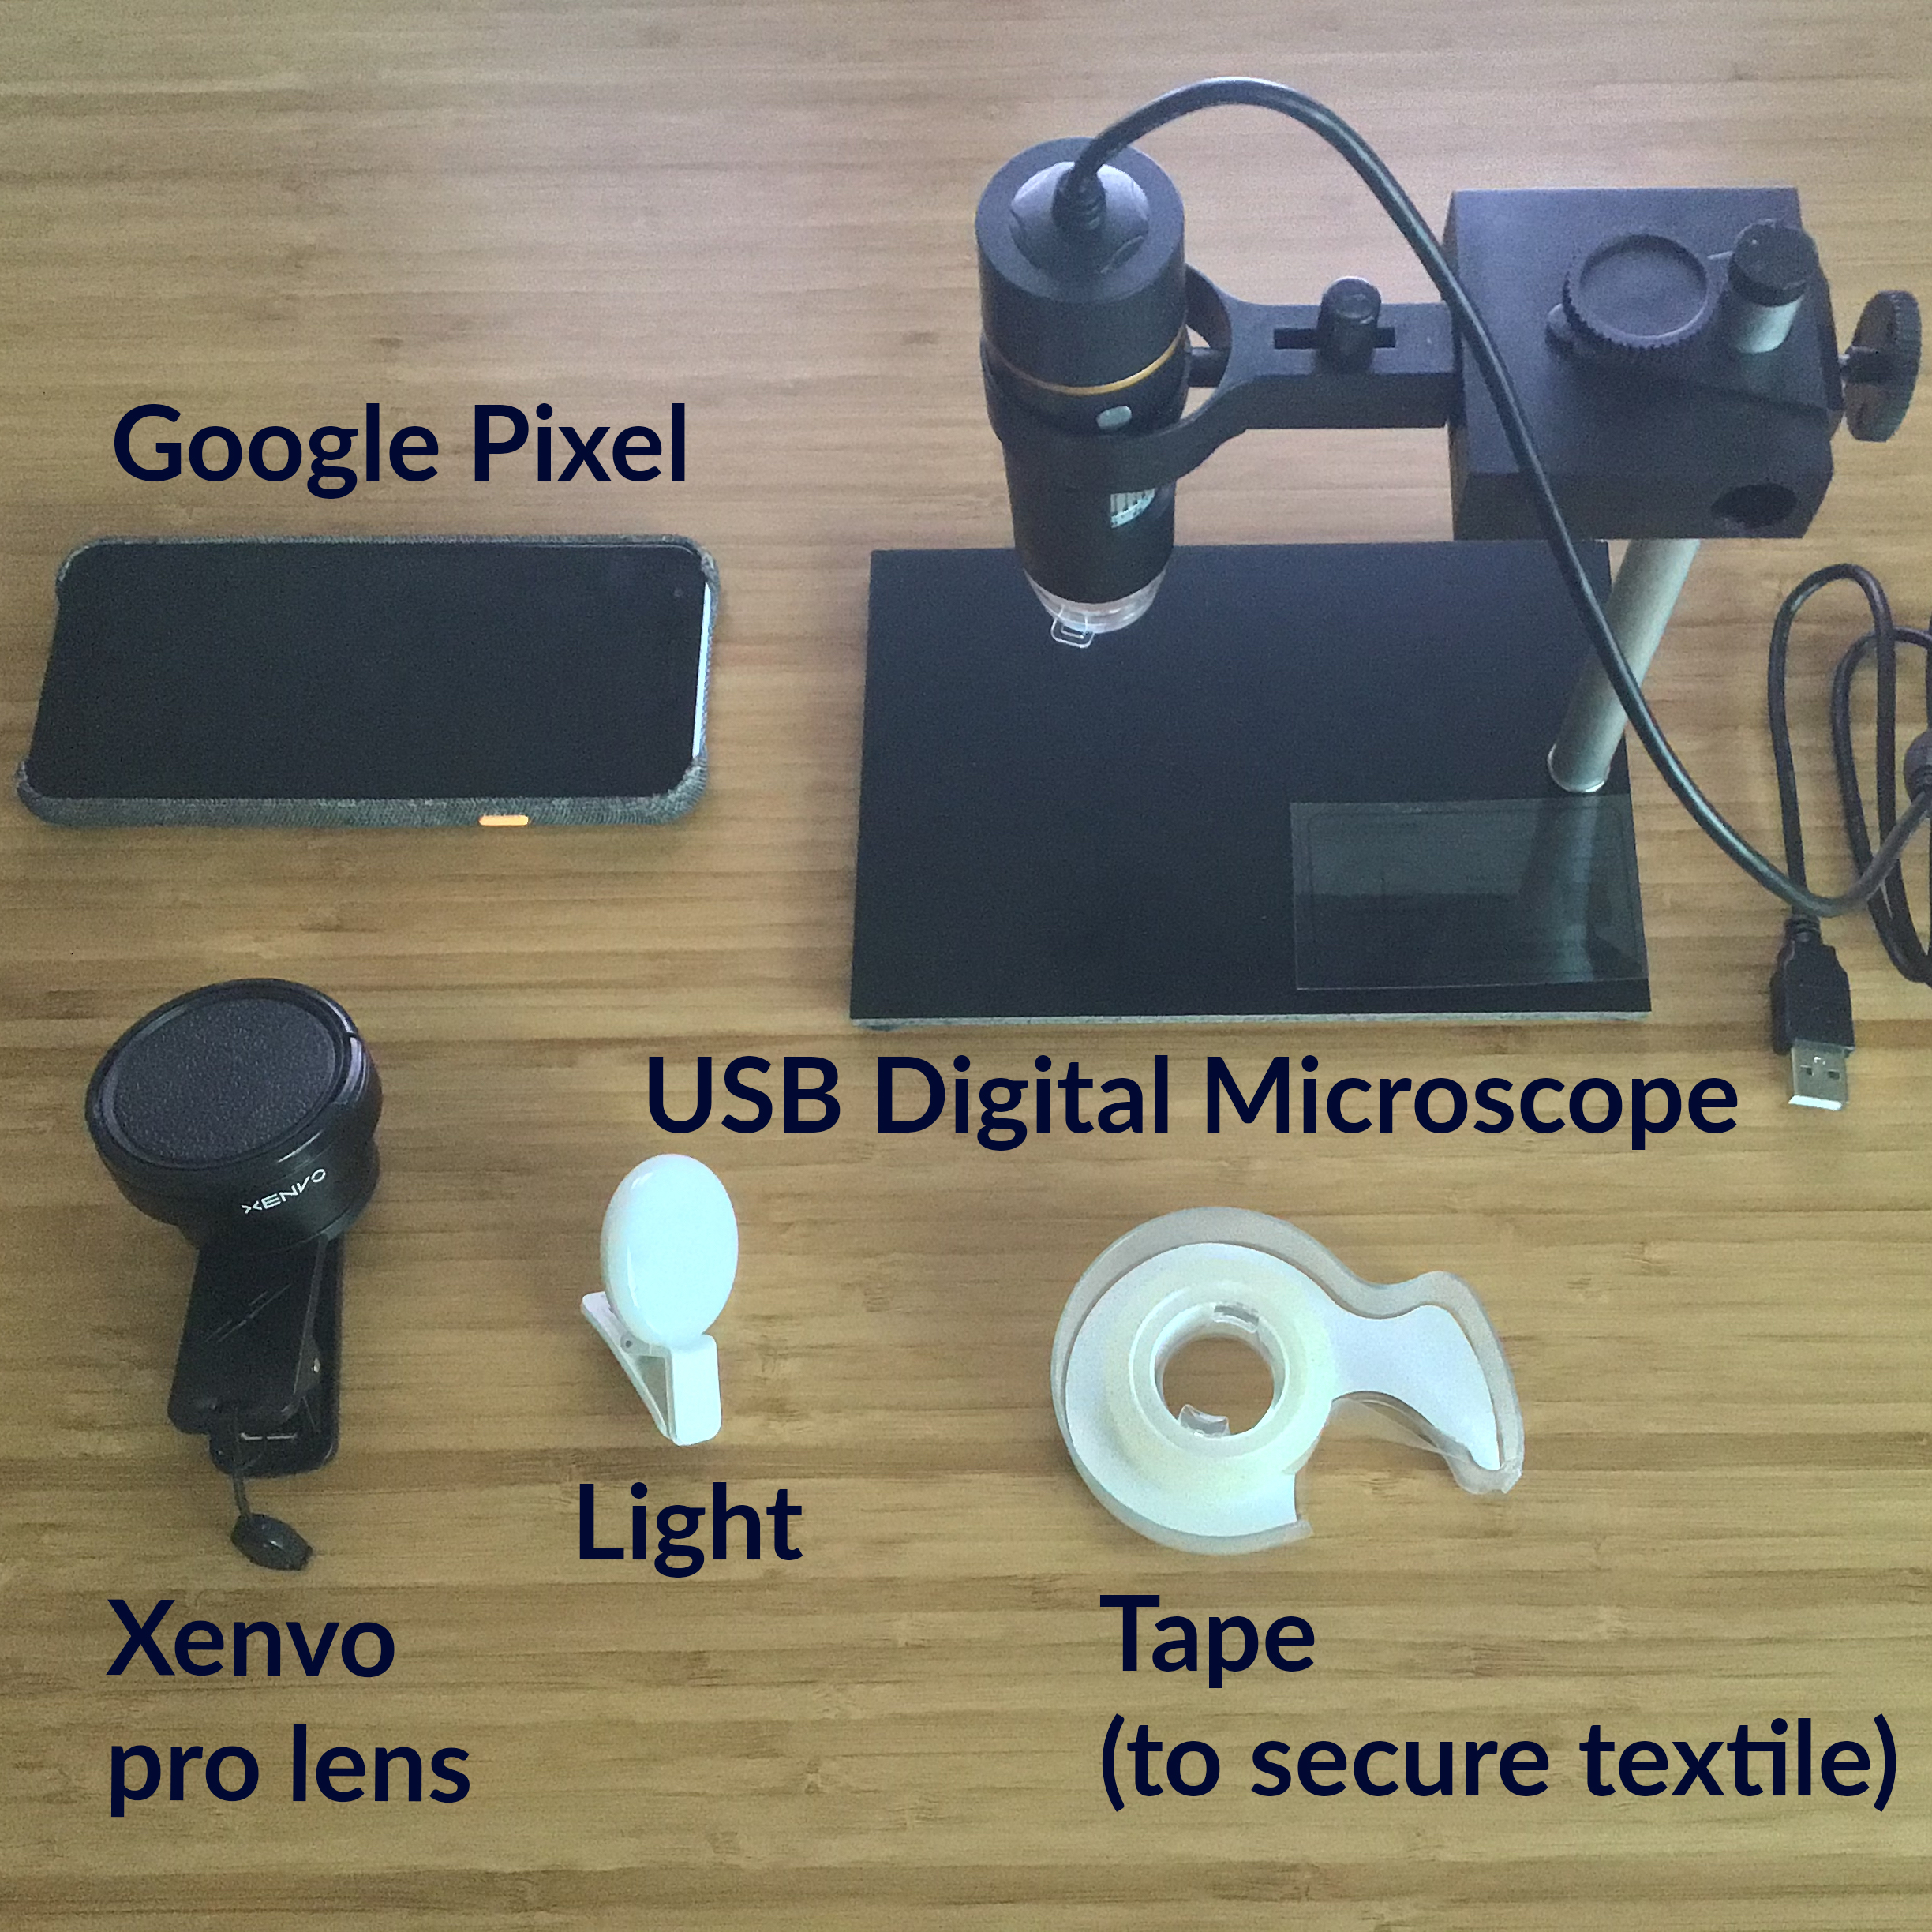 Google Pixel
USB Digital Microscope
XENVO
Light
Xenvo
pro lens
Tape
(to secure textile)